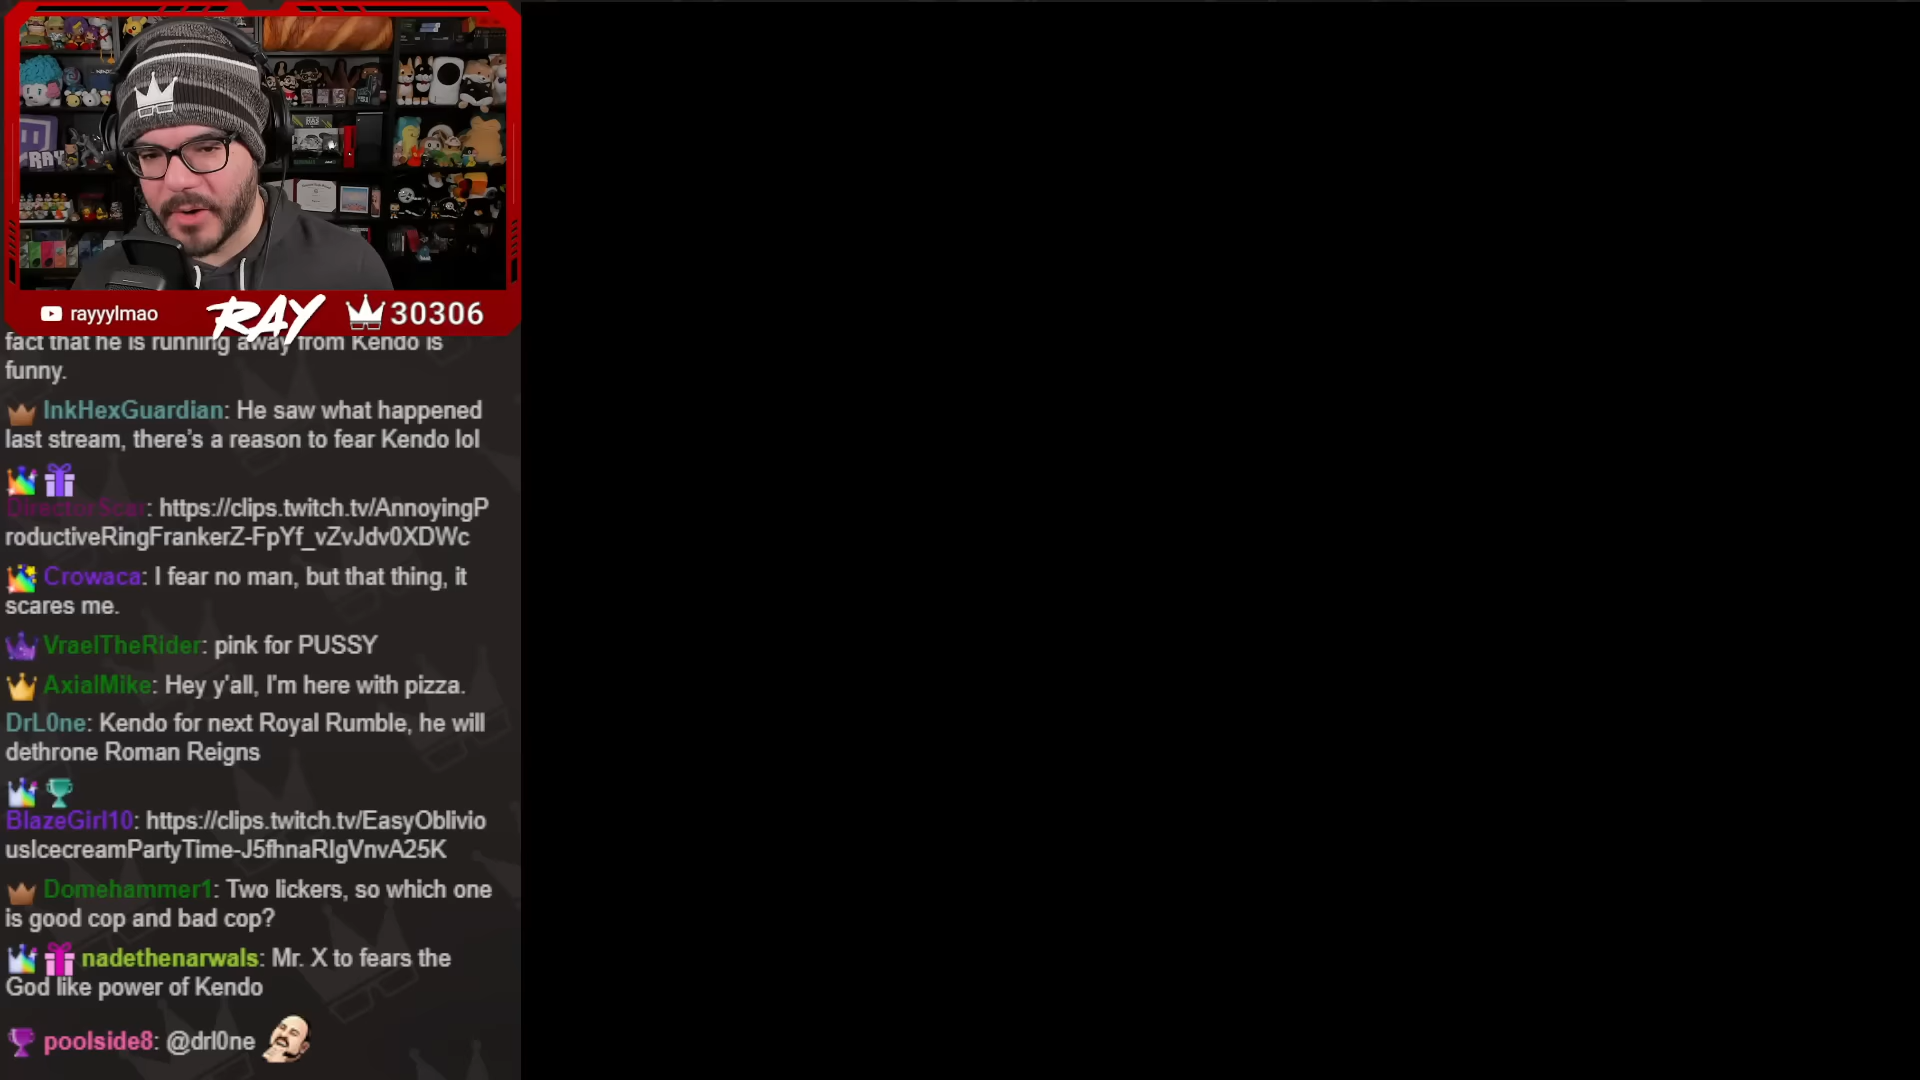 rayyylmao RAY 30306
fact that he is running away from Kendo is
funny.
InkHexGuardian: He saw what happened
last stream, there's a reason to fear Kendo lol
DirectorScar: https://clips.twitch.tv/AnnoyingP
roductiveRingFrankerZ-FpYf_vZvJdv0XDWc
Crowaca: I fear no man, but that thing, it
scares me.
VraelTheRider: pink for PUSSY
AxialMike: Hey y'all, I'm here with pizza.
DrL0ne: Kendo for next Royal Rumble, he will
dethrone Roman Reigns
BlazeGirl10: https://clips.twitch.tv/EasyOblivio
usIcecreamPartyTime-J5fhnaRIgVnvA25K
Domehammer1: Two lickers, so which one
is good cop and bad cop?
nadethenarwals: Mr. X to fears the
God like power of Kendo
poolside8: @drl0ne